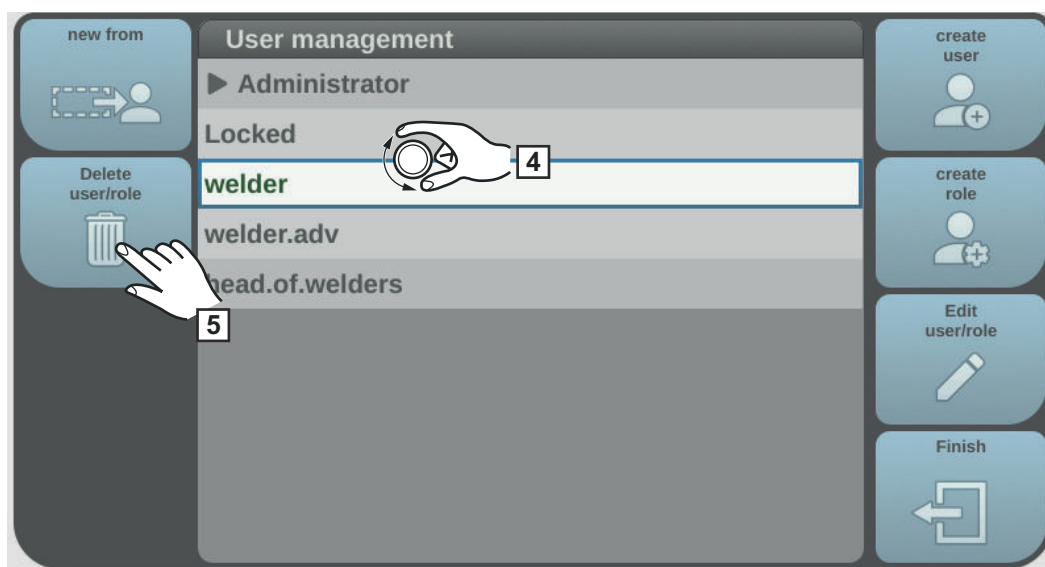 new from
User management
create
user
Administrator
Locked
4
Delete
user/role
welder
create
role
welder.adv
head.of.welders
5
Edit
user/role
Finish